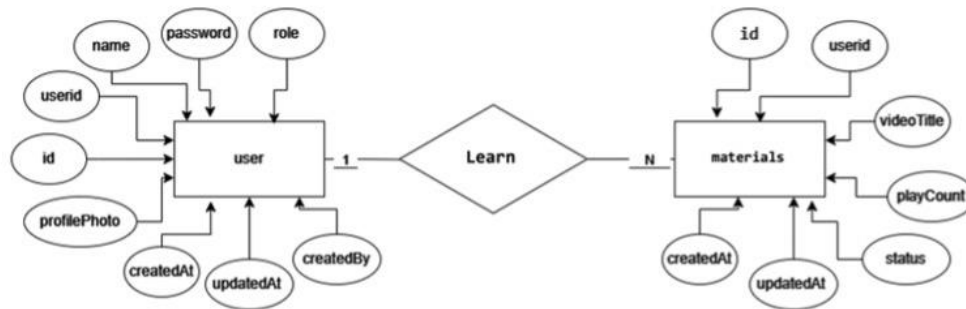 name
password
role
userid
id
profilePhoto
user
createdAt
updatedAt
createdBy
1
Learn
N
id
userid
videoTitle
materials
playCount
createdAt
updatedAt
status